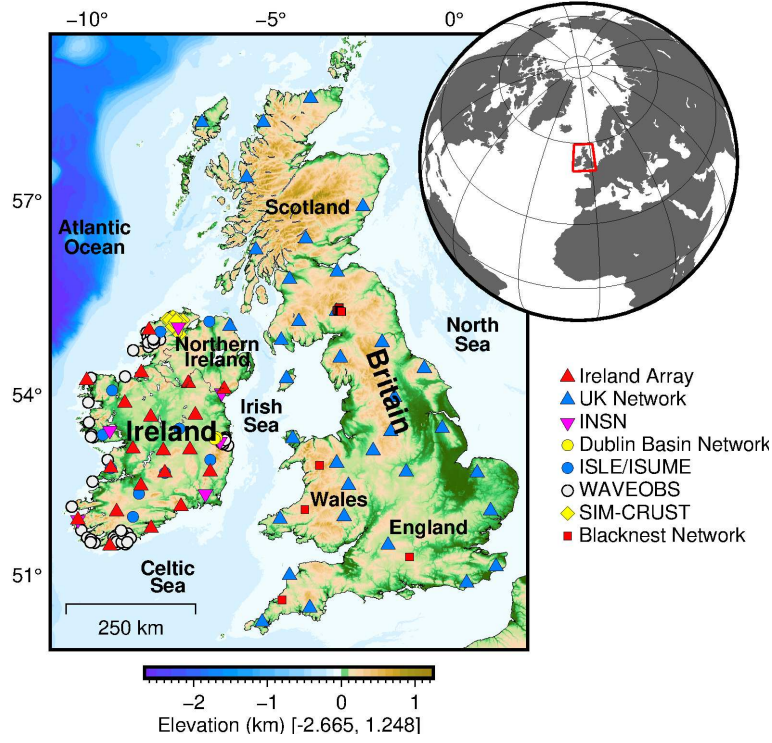 −10° −5° 0°
57°
54°
51°
Scotland
Atlantic
Ocean
North
Sea
Northern
Ireland
Britain
Irish
Sea
Ireland
Wales
England
Celtic
Sea
250 km
Ireland Array
UK Network
INSN
Dublin Basin Network
ISLE/ISUME
WAVEOBS
SIM-CRUST
Blacknest Network
−2 −1 0 1
Elevation (km) [-2.665, 1.248]